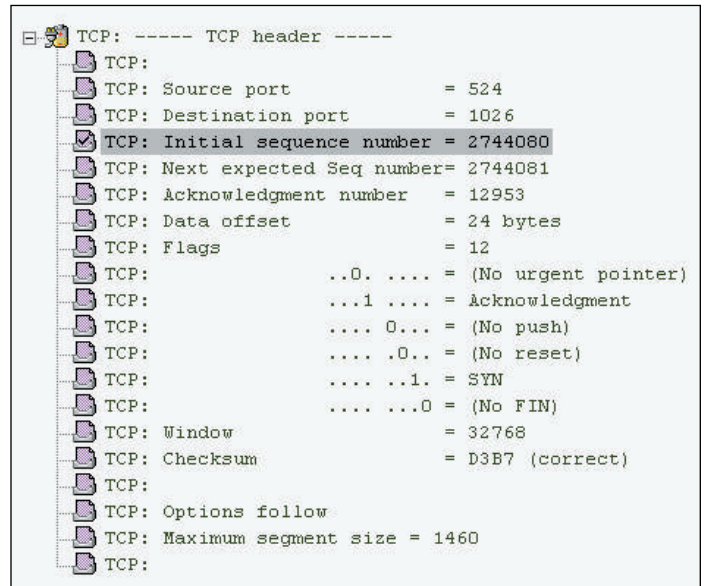 TCP: ----- TCP header -----
TCP:
TCP: Source port = 524
TCP: Destination port = 1026
TCP: Initial sequence number = 2744080
TCP: Next expected Seq number= 2744081
TCP: Acknowledgment number = 12953
TCP: Data offset = 24 bytes
TCP: Flags = 12
TCP: ..0. .... = (No urgent pointer)
TCP: ...1 .... = Acknowledgment
TCP: .... 0... = (No push)
TCP: .... .0.. = (No reset)
TCP: .... ..1. = SYN
TCP: .... ...0 = (No FIN)
TCP: Window = 32768
TCP: Checksum = D3B7 (correct)
TCP:
TCP: Options follow
TCP: Maximum segment size = 1460
TCP: